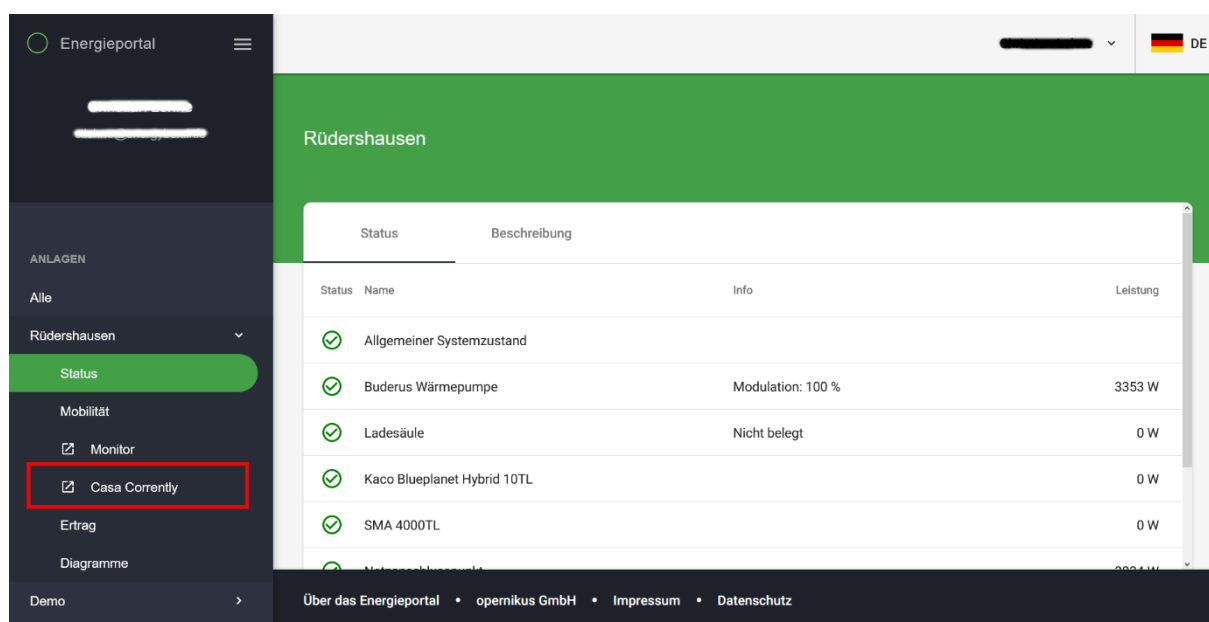 Energieportal
DE
Rüdershausen
ANLAGEN
Alle
Rüdershausen
Status
Mobilität
Monitor
Casa Corrently
Ertrag
Diagramme
Demo
Status Beschreibung
Status Name Info Leistung
Allgemeiner Systemzustand
Buderus Wärmepumpe Modulation: 100 % 3353 W
Ladesäule Nicht belegt 0 W
Kaco Blueplanet Hybrid 10TL 0 W
SMA 4000TL 0 W
Über das Energieportal • opernikus GmbH • Impressum • Datenschutz